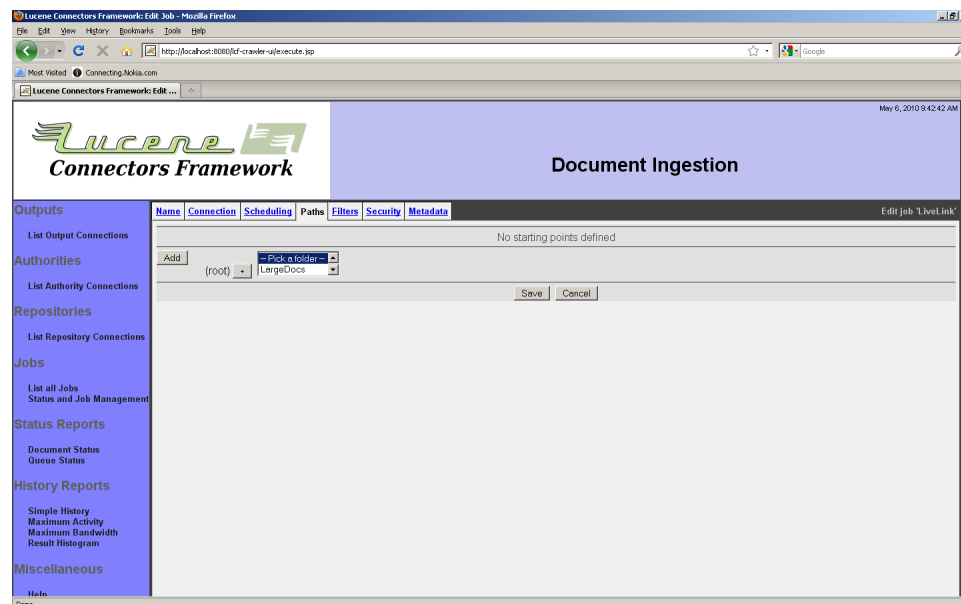 Lucene Connectors Framework: Edit Job - Mozilla Firefox
File Edit View History Bookmarks Tools Help
http://localhost:8080/lcf-crawler-ui/execute.jsp
Google
Most Visited Connecting.Nokia.com
Lucene Connectors Framework: Edit ...
May 6, 2010 9:42:42 AM
Lucene
Connectors Framework
Document Ingestion
Outputs
Name Connection Scheduling Paths Filters Security Metadata
Edit job 'LiveLink'
List Output Connections
No starting points defined
Authorities
Add
(root) +
-- Pick a folder --
LargeDocs
List Authority Connections
Save Cancel
Repositories
List Repository Connections
Jobs
List all Jobs
Status and Job Management
Status Reports
Document Status
Queue Status
History Reports
Simple History
Maximum Activity
Maximum Bandwidth
Result Histogram
Miscellaneous
Help